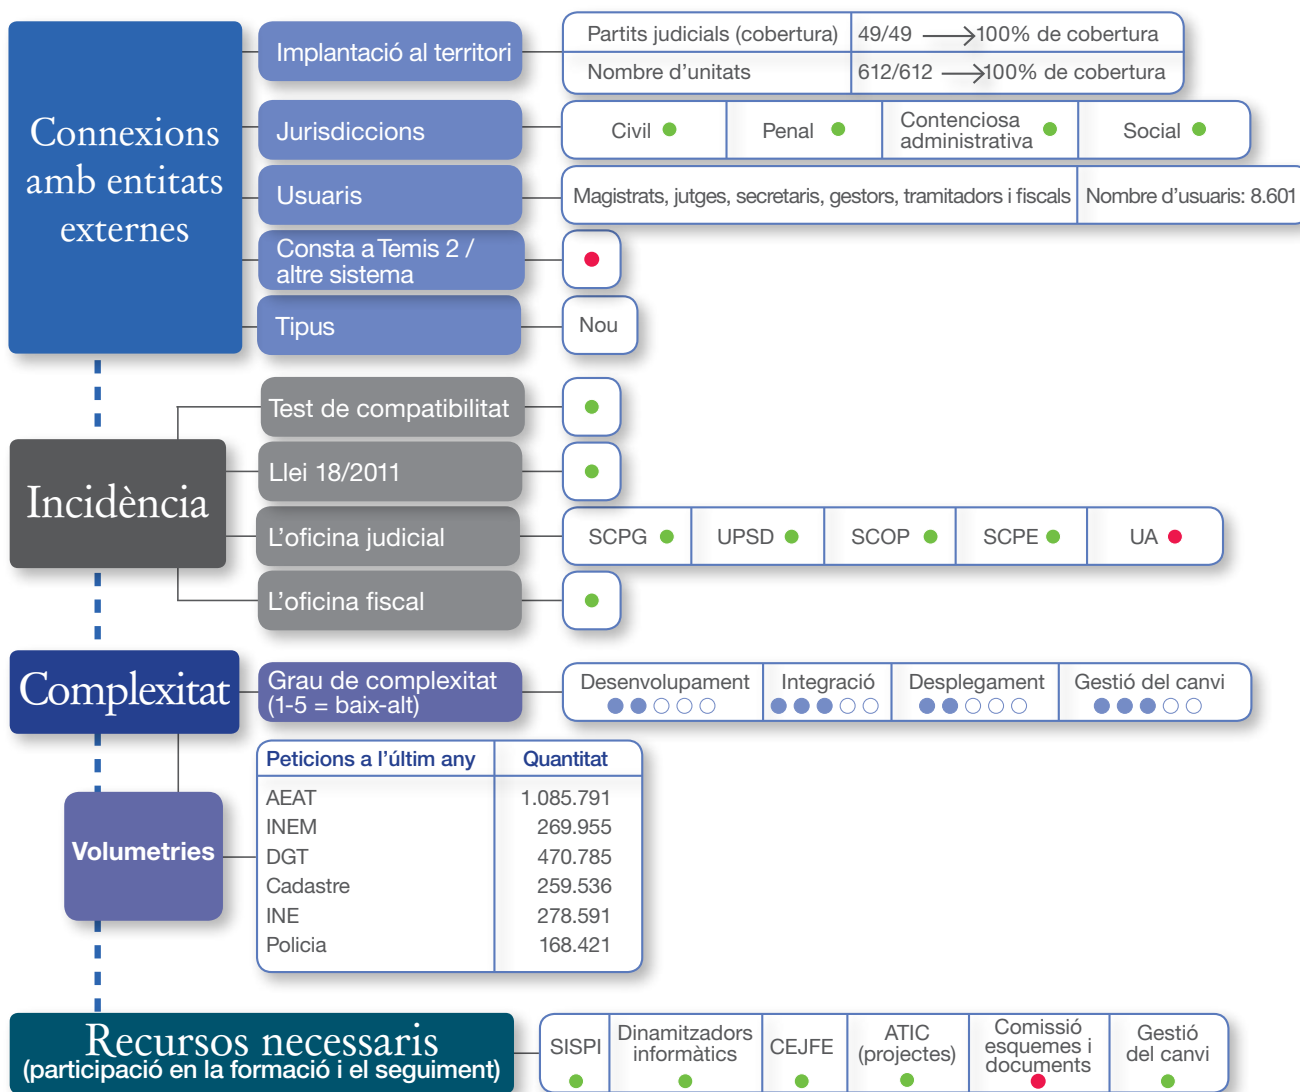 Connexions
amb entitats
externes
Implantació al territori
Partits judicials (cobertura) 49/49 → 100% de cobertura
Nombre d'unitats 612/612 → 100% de cobertura
Jurisdiccions
Civil
Penal
Contenciosa
administrativa
Social
Usuaris
Magistrats, jutges, secretaris, gestors, tramitadors i fiscals
Nombre d'usuaris: 8.601
Consta a Temis 2 /
altre sistema
Tipus
Nou
Incidència
Test de compatibilitat
Llei 18/2011
L'oficina judicial
SCPG
UPSD
SCOP
SCPE
UA
L'oficina fiscal
Complexitat
Grau de complexitat
(1-5 = baix-alt)
Desenvolupament
Integració
Desplegament
Gestió del canvi
Volumetries
Peticions a l'últim any Quantitat
AEAT 1.085.791
INEM 269.955
DGT 470.785
Cadastre 259.536
INE 278.591
Policia 168.421
Recursos necessaris
(participació en la formació i el seguiment)
SISPI
Dinamitzadors
informàtics
CEJFE
ATIC
(projectes)
Comissió
esquemes i
documents
Gestió
del canvi